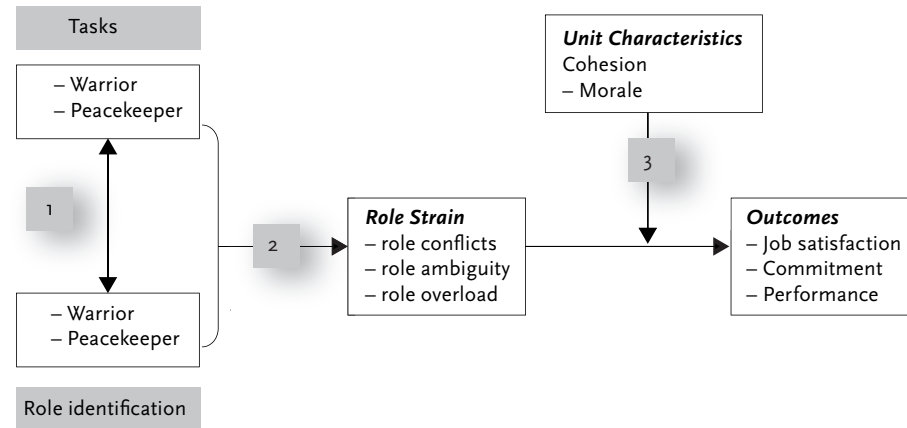 Tasks
– Warrior
– Peacekeeper
1
– Warrior
– Peacekeeper
Role identification
2
Role Strain
– role conflicts
– role ambiguity
– role overload
Unit Characteristics
Cohesion
– Morale
3
Outcomes
– Job satisfaction
– Commitment
– Performance